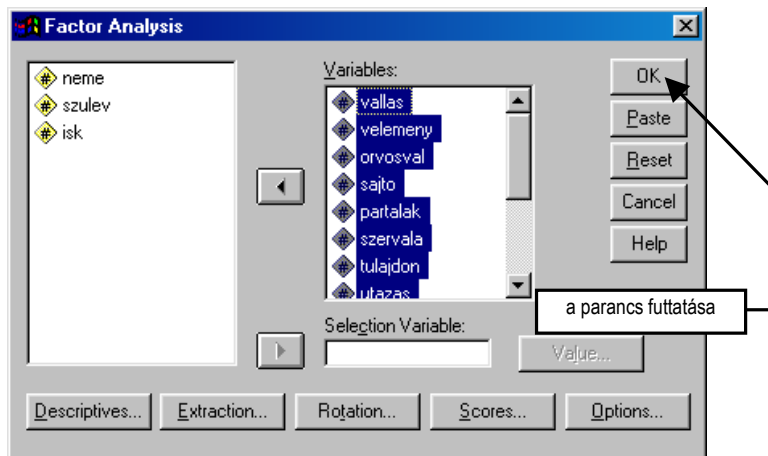 Factor Analysis
neme
szulev
isk
Variables:
vallas
velemeny
orvosval
sajto
partalak
szervala
tulajdon
utazas
Selection Variable:
Value...
OK
Paste
Reset
Cancel
Help
a parancs futtatása
Descriptives...
Extraction...
Rotation...
Scores...
Options...